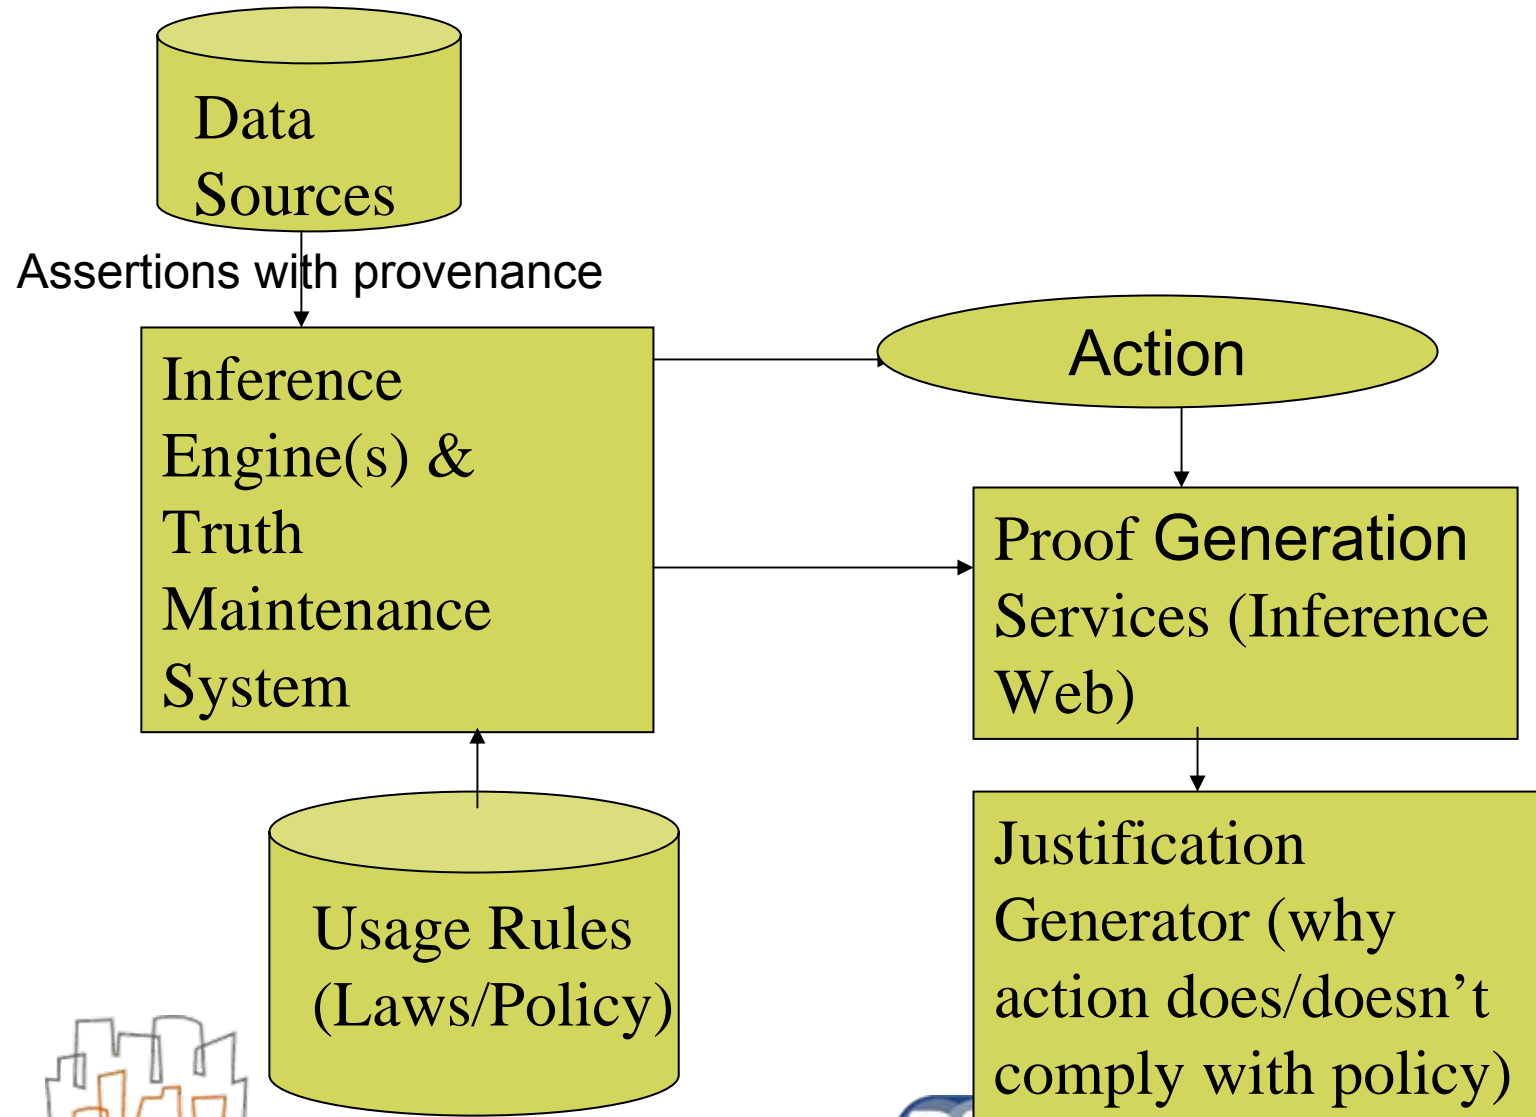 Data
Sources
Assertions with provenance
Inference
Engine(s) &
Truth
Maintenance
System
Action
Proof Generation
Services (Inference
Web)
Usage Rules
(Laws/Policy)
Justification
Generator (why
action does/doesn’t
comply with policy)